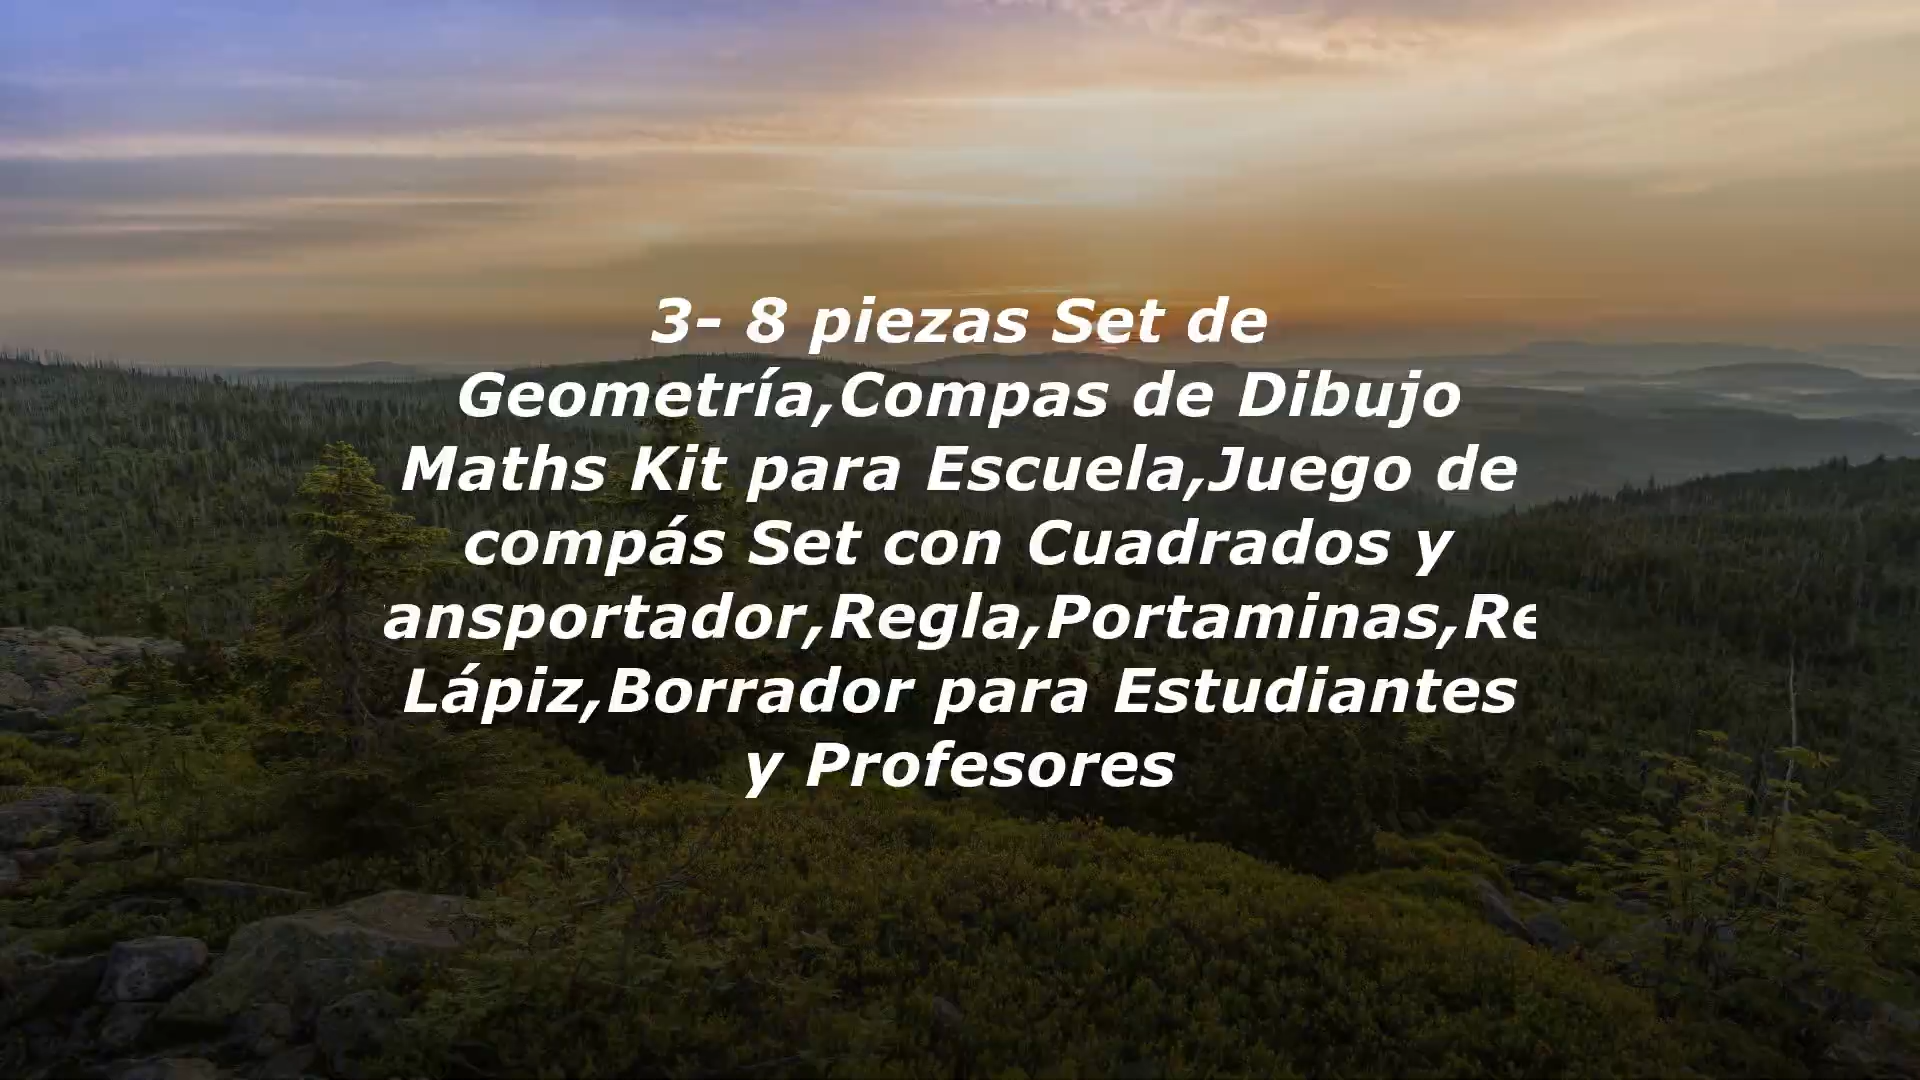 3- 8 piezas Set de
Geometría,Compas de Dibujo
Maths Kit para Escuela,Juego de
compás Set con Cuadrados y
ansportador,Regla,Portaminas,Re
Lápiz,Borrador para Estudiantes
y Profesores